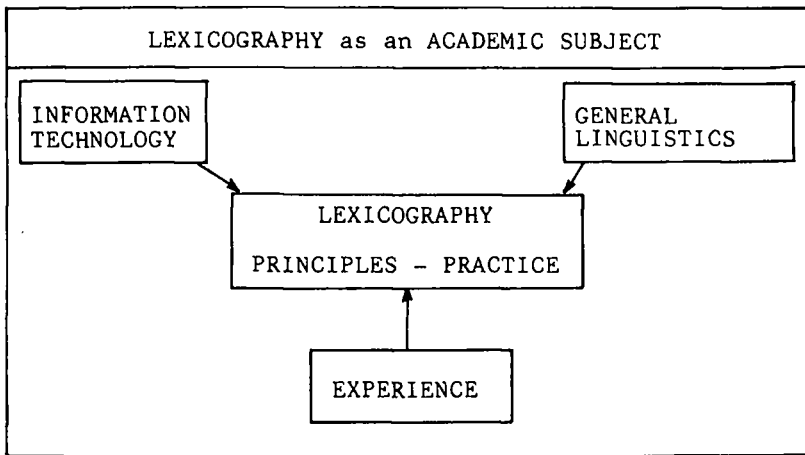 LEXICOGRAPHY as an ACADEMIC SUBJECT
INFORMATION
TECHNOLOGY
GENERAL
LINGUISTICS
LEXICOGRAPHY
PRINCIPLES - PRACTICE
EXPERIENCE